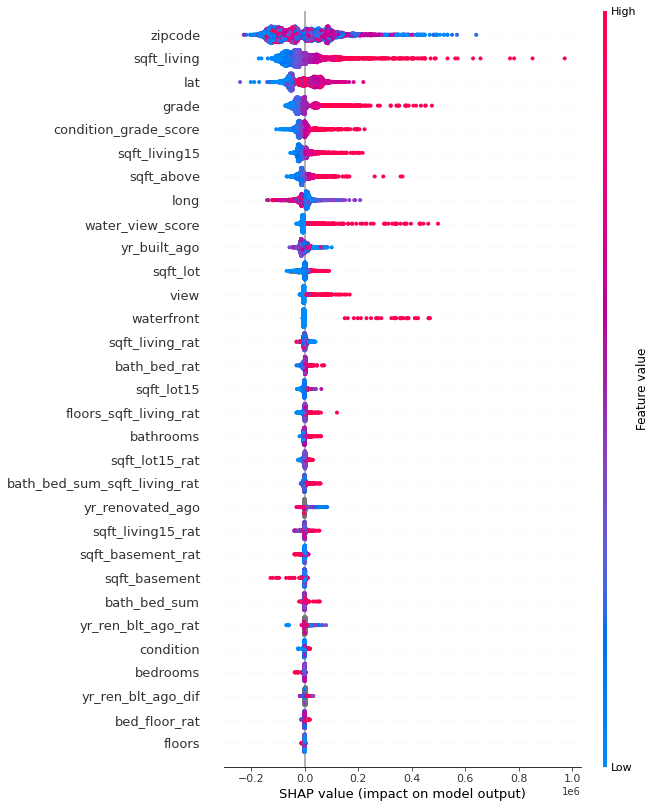 High
zipcode
sqft_living
lat
grade
condition_grade_score
sqft_living15
sqft_above
long
water_view_score
yr_built_ago
sqft_lot
view
waterfront
sqft_living_rat
bath_bed_rat
sqft_lot15
floors_sqft_living_rat
bathrooms
sqft_lot15_rat
bath_bed_sum_sqft_living_rat
yr_renovated_ago
sqft_living15_rat
sqft_basement_rat
sqft_basement
bath_bed_sum
yr_ren_blt_ago_rat
condition
bedrooms
yr_ren_blt_ago_dif
bed_floor_rat
floors
Feature value
Low
−0.2 0.0 0.2 0.4 0.6 0.8 1.0
1e6
SHAP value (impact on model output)